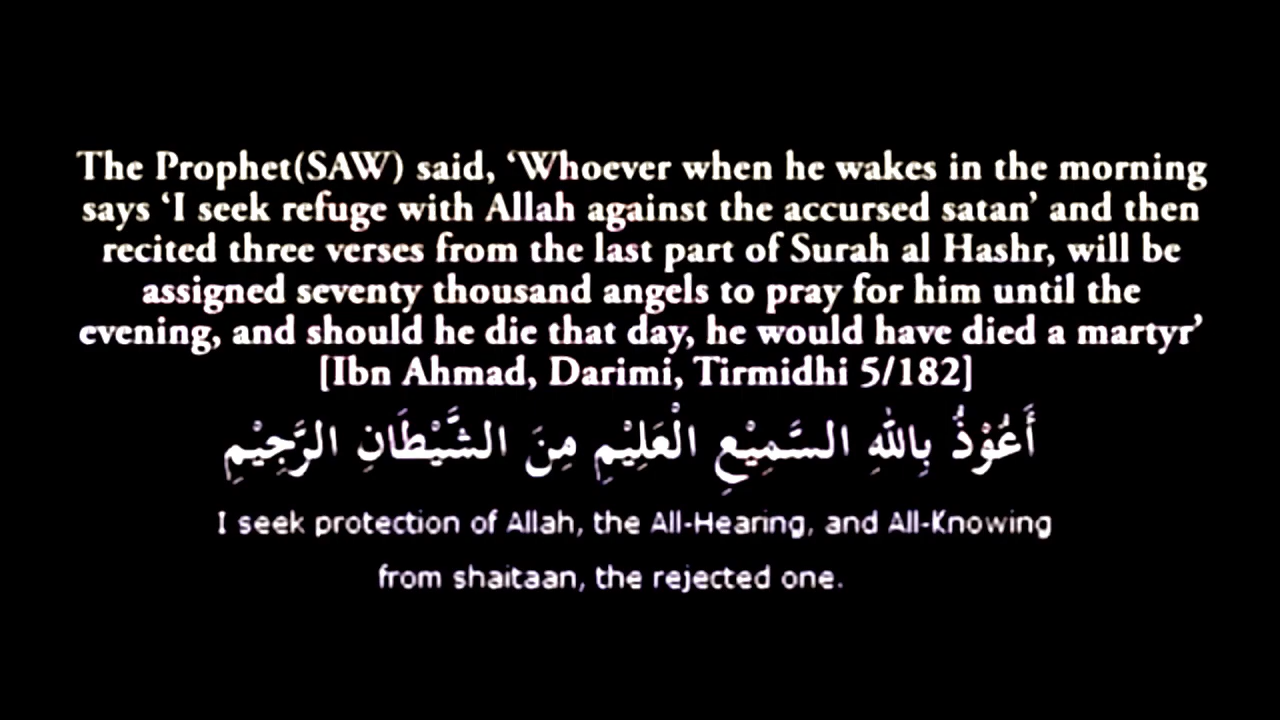 The Prophet(SAW) said, ‘Whoever when he wakes in the morning
says ‘I seek refuge with Allah against the accursed satan’ and then
recited three verses from the last part of Surah al Hashr, will be
assigned seventy thousand angels to pray for him until the
evening, and should he die that day, he would have died a martyr’
[Ibn Ahmad, Darimi, Tirmidhi 5/182]
أَعُوْذُ بِاللهِ السَّمِيْعِ الْعَلِيْمِ مِنَ الشَّيْطَانِ الرَّجِيْمِ
I seek protection of Allah, the All-Hearing, and All-Knowing
from shaitaan, the rejected one.